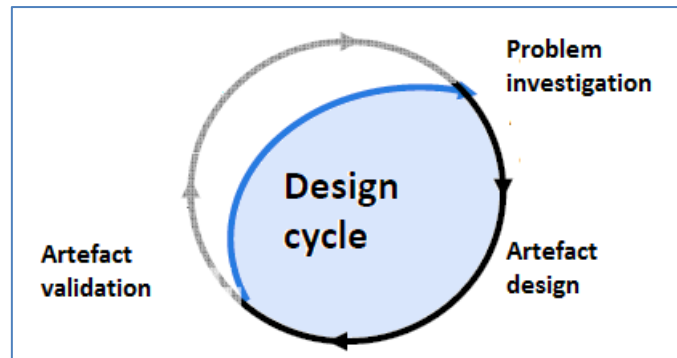 Problem
investigation
Design
cycle
Artefact
design
Artefact
validation